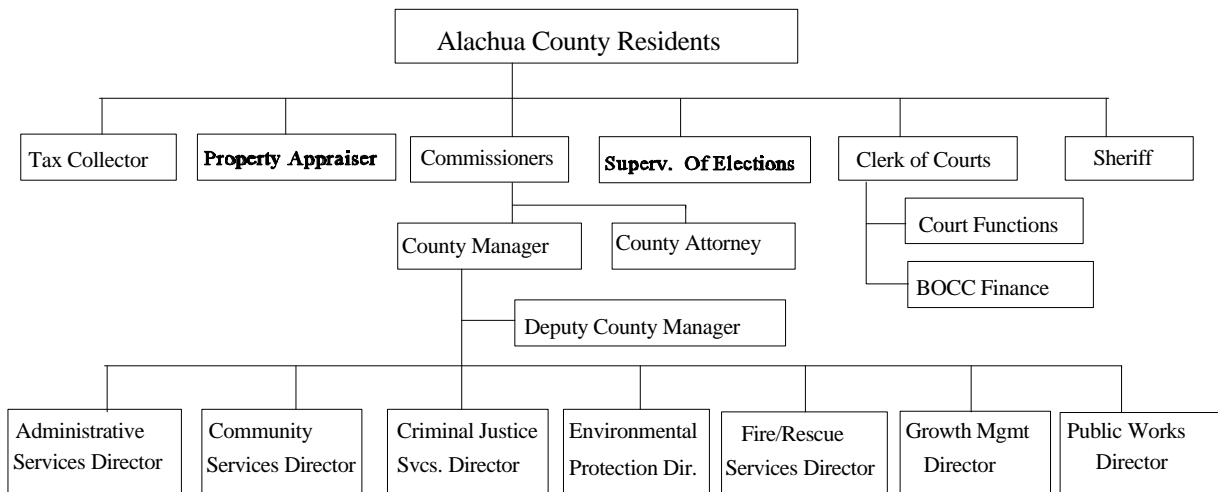 Alachua County Residents
Tax Collector
Property Appraiser
Commissioners
Superv. Of Elections
Clerk of Courts
Sheriff
Court Functions
County Manager
County Attorney
BOCC Finance
Deputy County Manager
Administrative
Services Director
Community
Services Director
Criminal Justice
Svcs. Director
Environmental
Protection Dir.
Fire/Rescue
Services Director
Growth Mgmt
Director
Public Works
Director